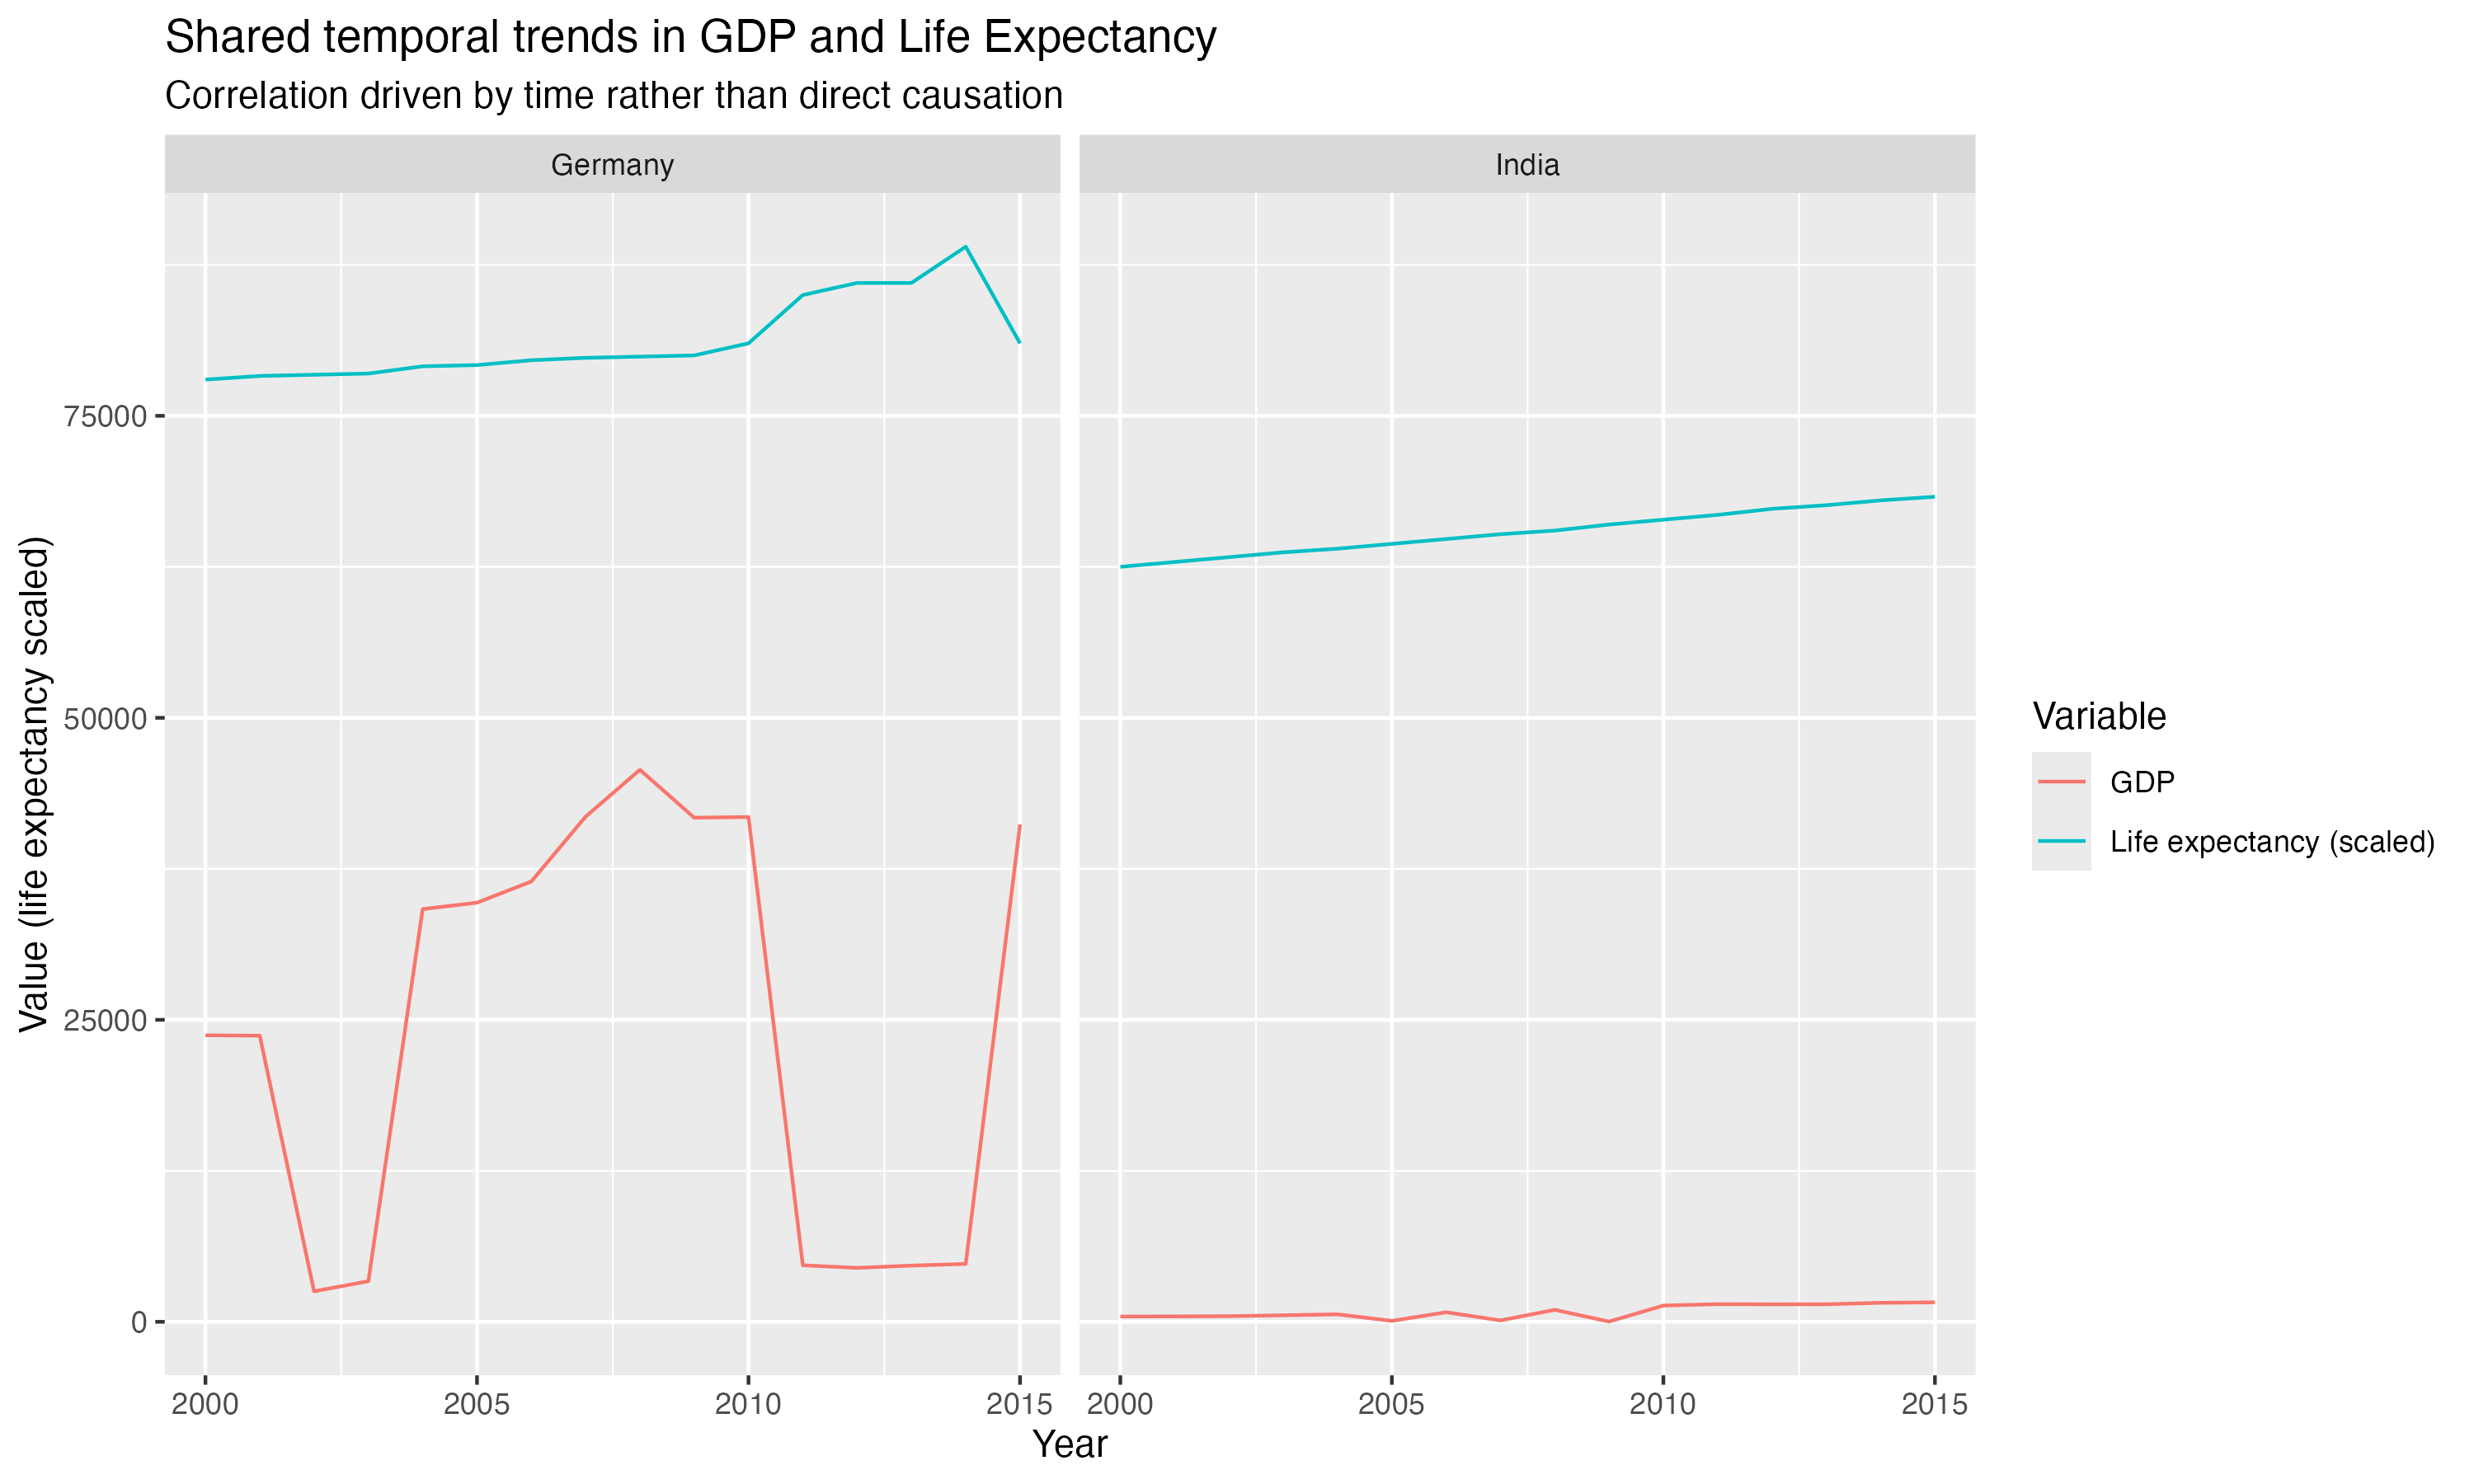 Shared temporal trends in GDP and Life Expectancy
Correlation driven by time rather than direct causation
Germany
India
Value (life expectancy scaled)
75000
50000
25000
0
2000 2005 2010 2015 2000 2005 2010 2015
Year
Variable
GDP
Life expectancy (scaled)